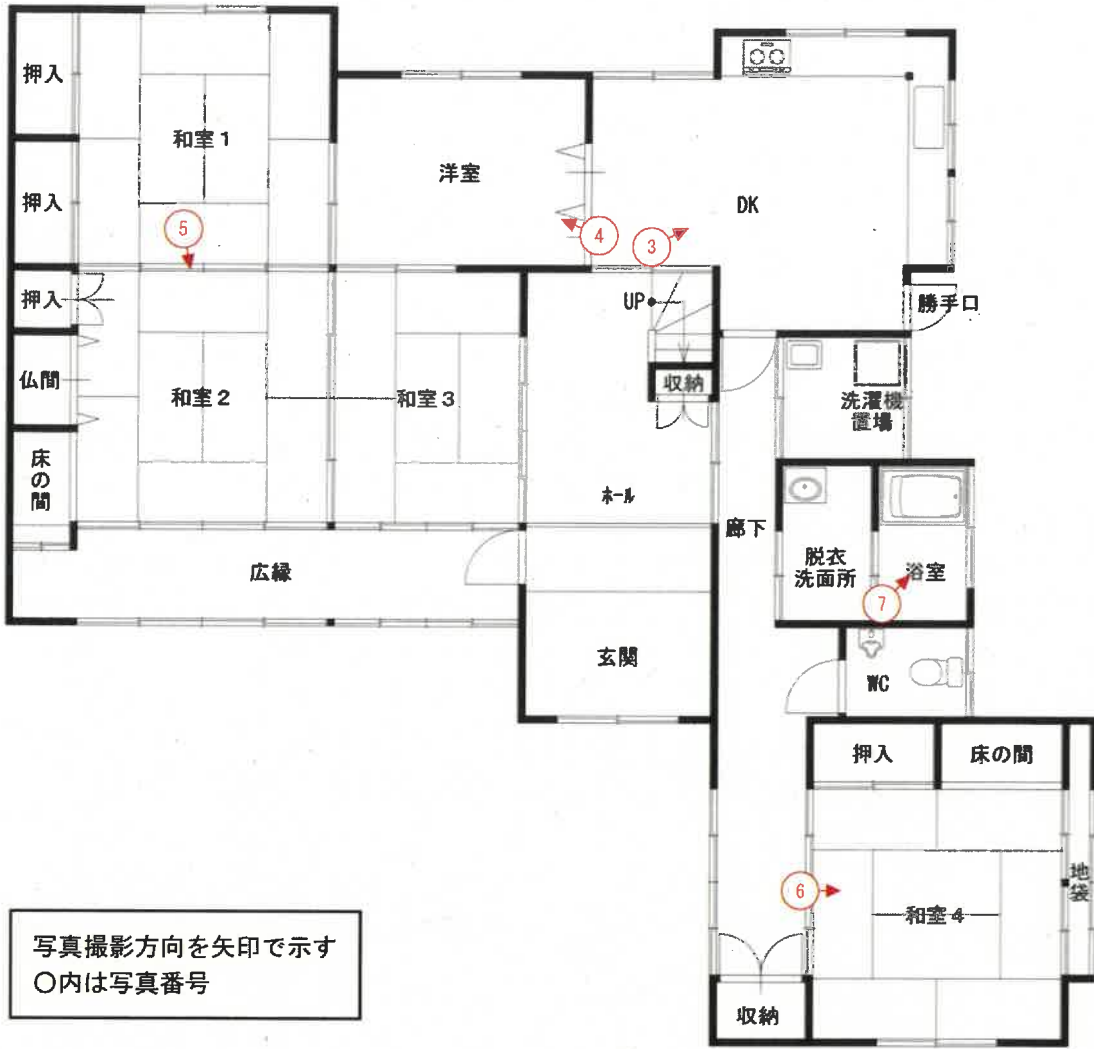 押入
和室1
押入
洋室
DK
5
4
3
押入
UP
勝手口
仏間
和室2
和室3
収納
洗濯機
置場
床の間
ホール
廊下
脱衣
洗面所
浴室
広縁
7
玄関
WC
押入
床の間
地袋
6
和室4
収納
写真撮影方向を矢印で示す
〇内は写真番号